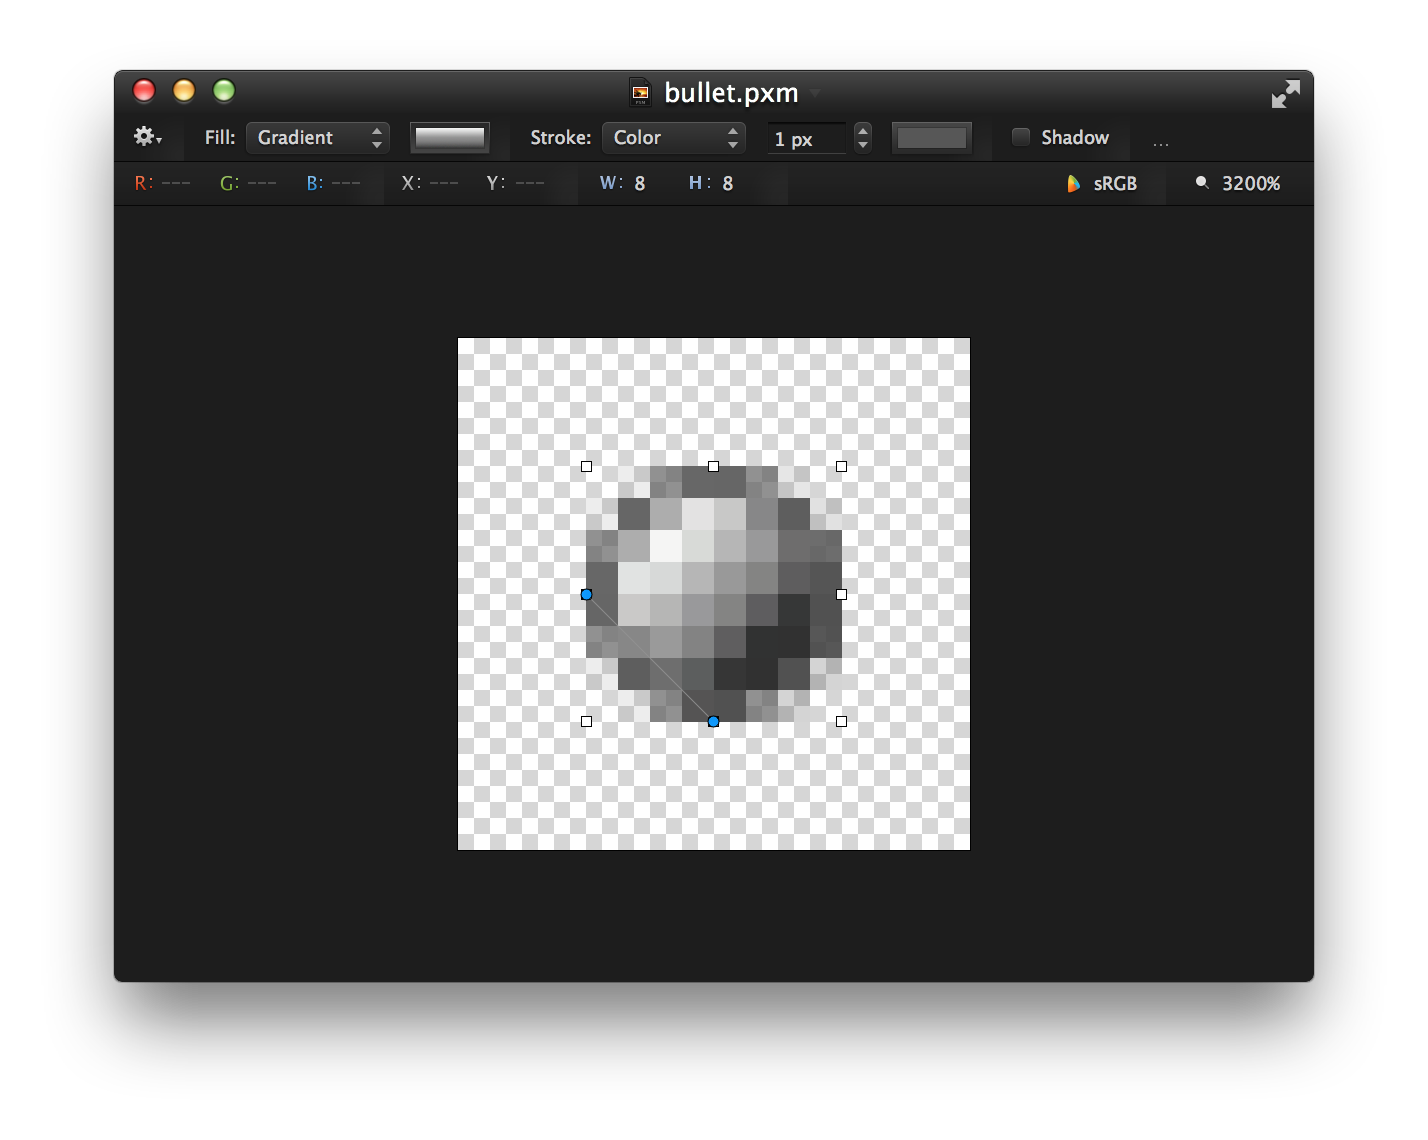 bullet.pxm
Fill: Gradient Stroke: Color 1 px Shadow ...
R: --- G: --- B: --- X: --- Y: --- W: 8 H: 8 sRGB 3200%